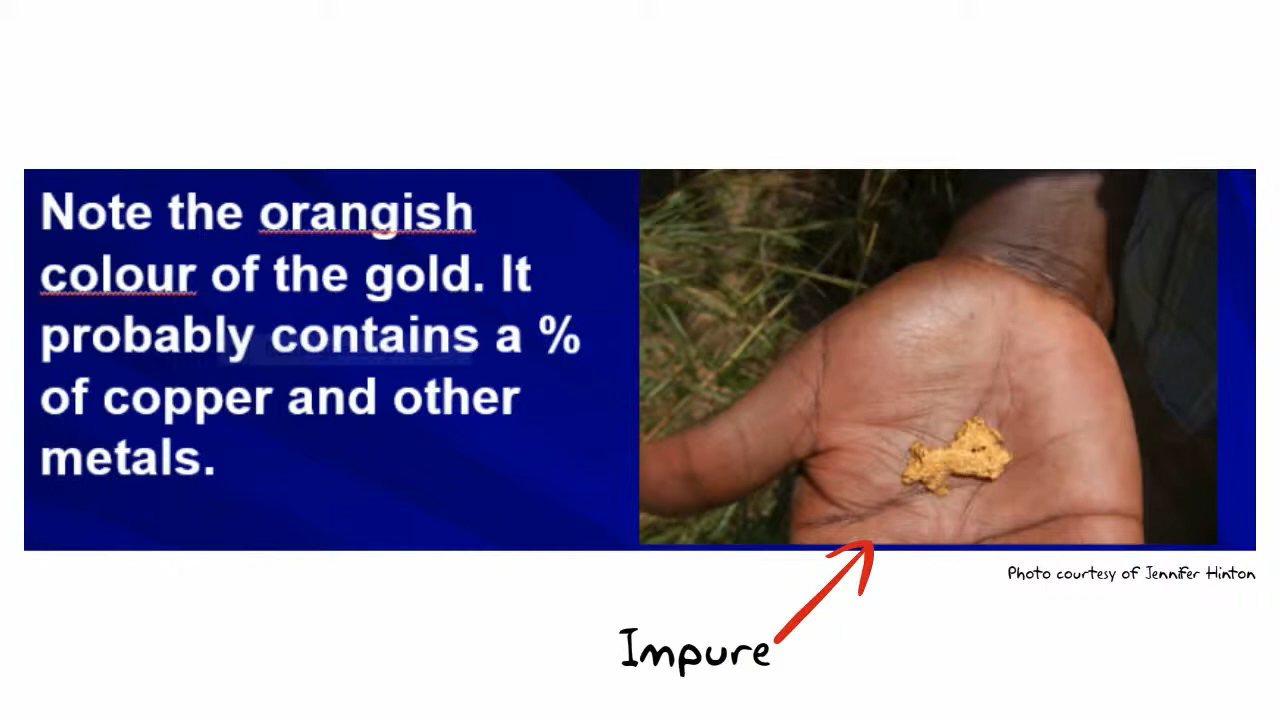 Note the orangish
colour of the gold. It
probably contains a %
of copper and other
metals.
Photo courtesy of Jennifer Hinton
Impure